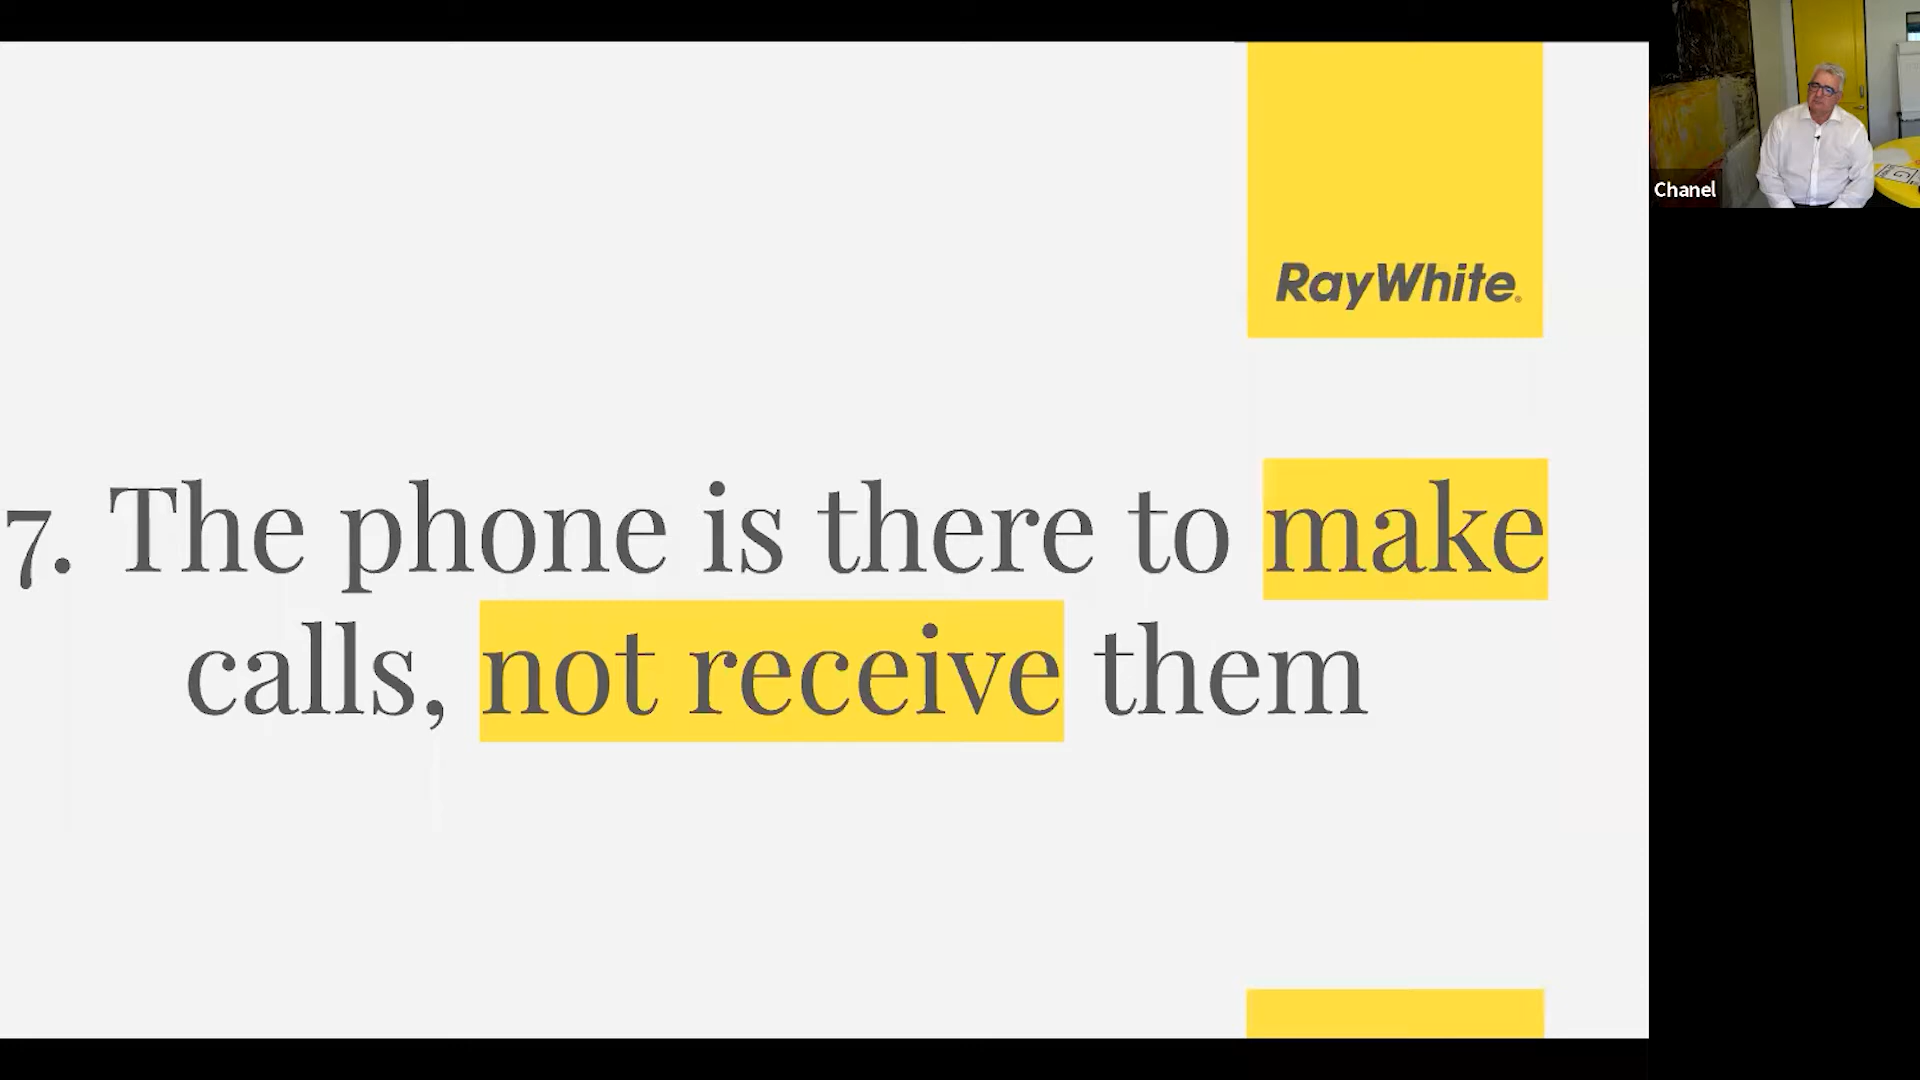 RayWhite.
Chanel
7. The phone is there to make
calls, not receive them